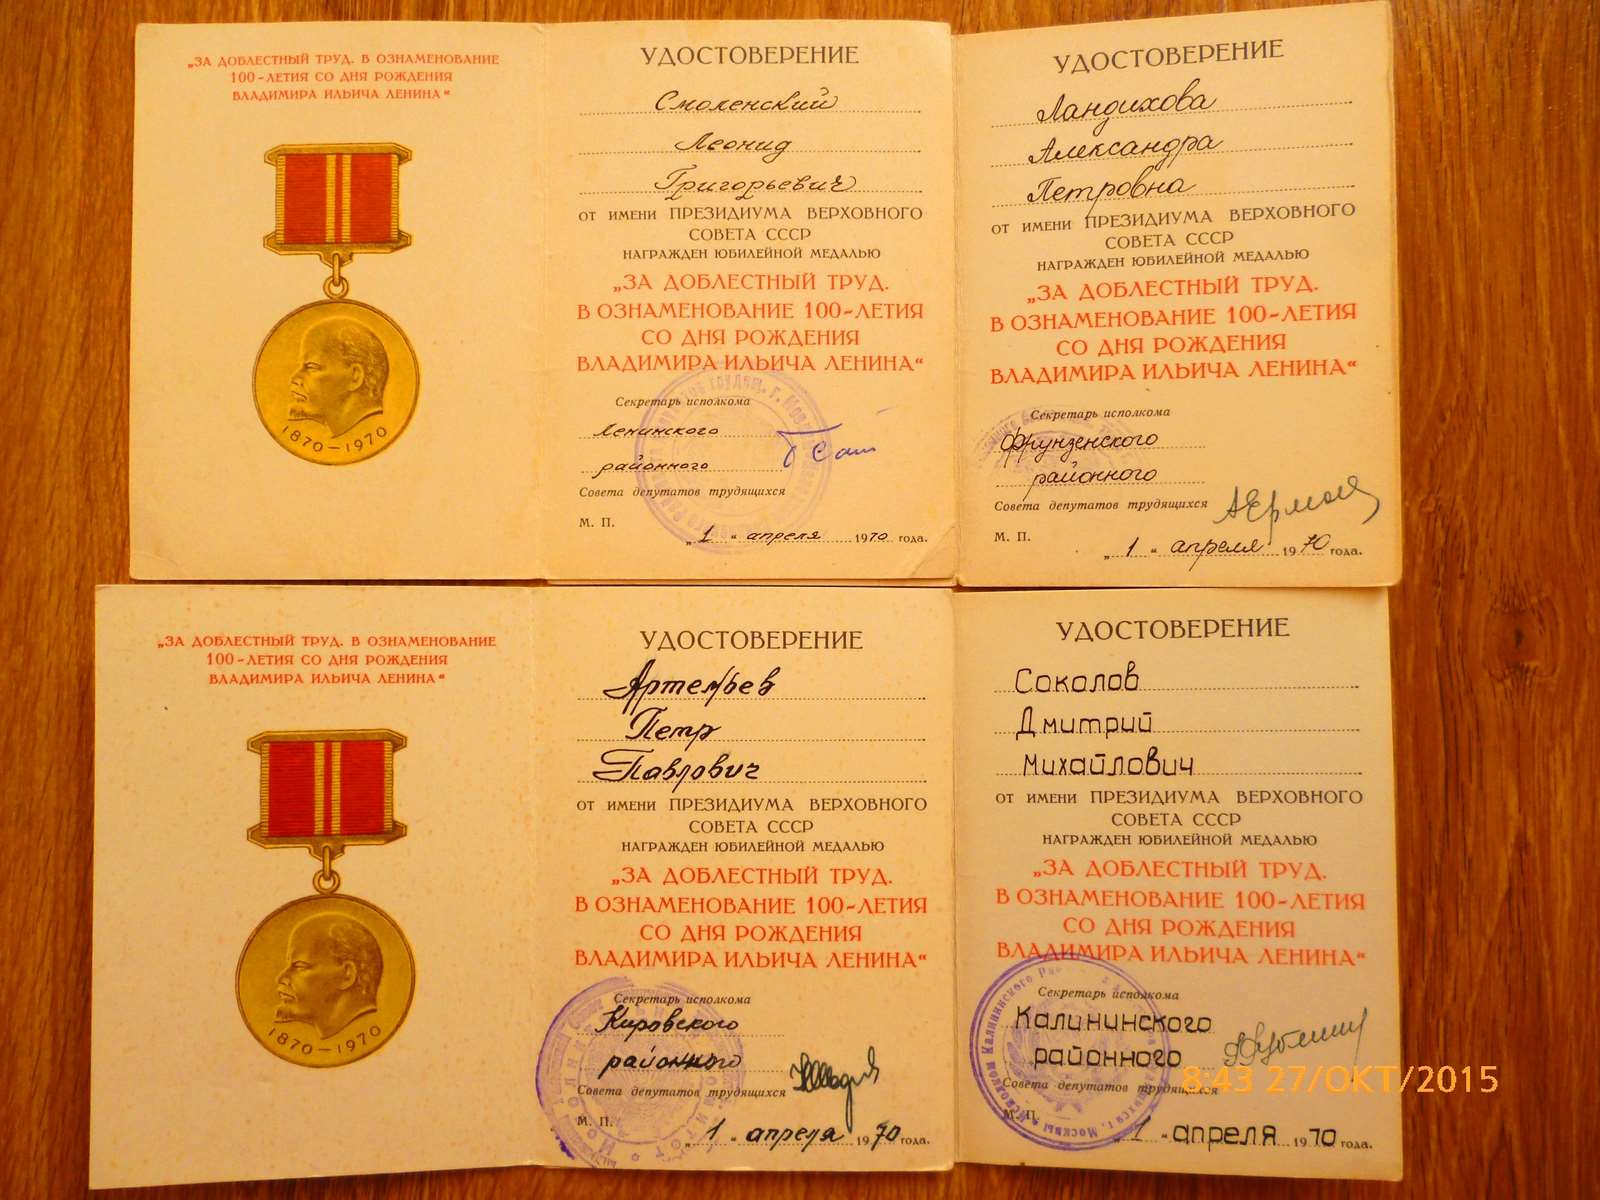 „ЗА ДОБЛЕСТНЫЙ ТРУД. В ОЗНАМЕНОВАНИЕ
100-ЛЕТИЯ СО ДНЯ РОЖДЕНИЯ
ВЛАДИМИРА ИЛЬИЧА ЛЕНИНА“
1870-1970
УДОСТОВЕРЕНИЕ
Смоленский
Леонид
Григорьевич
ОТ ИМЕНИ ПРЕЗИДИУМА ВЕРХОВНОГО
СОВЕТА СССР
НАГРАЖДЕН ЮБИЛЕЙНОЙ МЕДАЛЬЮ
„ЗА ДОБЛЕСТНЫЙ ТРУД.
В ОЗНАМЕНОВАНИЕ 100-ЛЕТИЯ
СО ДНЯ РОЖДЕНИЯ
ВЛАДИМИРА ИЛЬИЧА ЛЕНИНА“
Секретарь исполкома
Ленинского
районного
Совета депутатов трудящихся
М. П.
„1“ апреля 1970 года.
УДОСТОВЕРЕНИЕ
Ландихова
Александра
Петровна
ОТ ИМЕНИ ПРЕЗИДИУМА ВЕРХОВНОГО
СОВЕТА СССР
НАГРАЖДЕН ЮБИЛЕЙНОЙ МЕДАЛЬЮ
„ЗА ДОБЛЕСТНЫЙ ТРУД.
В ОЗНАМЕНОВАНИЕ 100-ЛЕТИЯ
СО ДНЯ РОЖДЕНИЯ
ВЛАДИМИРА ИЛЬИЧА ЛЕНИНА“
Секретарь исполкома
Фрунзенского
районного
Совета депутатов трудящихся
М. П.
„1“ апреля 1970 года.
„ЗА ДОБЛЕСТНЫЙ ТРУД. В ОЗНАМЕНОВАНИЕ
100-ЛЕТИЯ СО ДНЯ РОЖДЕНИЯ
ВЛАДИМИРА ИЛЬИЧА ЛЕНИНА“
1870-1970
УДОСТОВЕРЕНИЕ
Артемьев
Петр
Павлович
ОТ ИМЕНИ ПРЕЗИДИУМА ВЕРХОВНОГО
СОВЕТА СССР
НАГРАЖДЕН ЮБИЛЕЙНОЙ МЕДАЛЬЮ
„ЗА ДОБЛЕСТНЫЙ ТРУД.
В ОЗНАМЕНОВАНИЕ 100-ЛЕТИЯ
СО ДНЯ РОЖДЕНИЯ
ВЛАДИМИРА ИЛЬИЧА ЛЕНИНА“
Секретарь исполкома
Кировского
районного
Совета депутатов трудящихся
М. П.
„1“ апреля 1970 года.
УДОСТОВЕРЕНИЕ
Соколов
Дмитрий
Михайлович
ОТ ИМЕНИ ПРЕЗИДИУМА ВЕРХОВНОГО
СОВЕТА СССР
НАГРАЖДЕН ЮБИЛЕЙНОЙ МЕДАЛЬЮ
„ЗА ДОБЛЕСТНЫЙ ТРУД.
В ОЗНАМЕНОВАНИЕ 100-ЛЕТИЯ
СО ДНЯ РОЖДЕНИЯ
ВЛАДИМИРА ИЛЬИЧА ЛЕНИНА“
Секретарь исполкома
Калининского
районного
Совета депутатов трудящихся
М. П.
„1“ апреля 1970 года.
8:43 27/ОКТ/2015